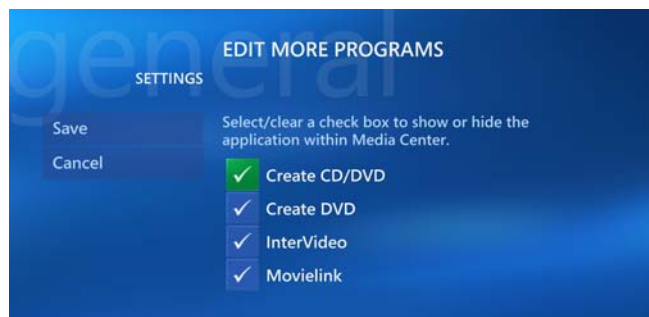 general
EDIT MORE PROGRAMS
SETTINGS
Save
Cancel
Select/clear a check box to show or hide the
application within Media Center.
Create CD/DVD
Create DVD
InterVideo
Movielink